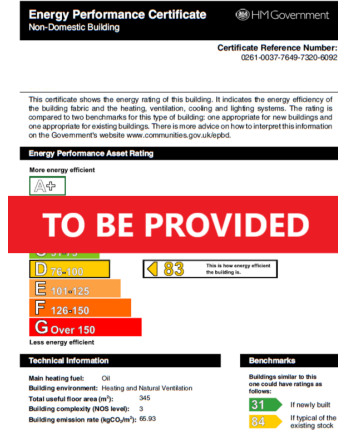 Energy Performance Certificate
Non-Domestic Building
HM Government
Certificate Reference Number:
0261-0037-7649-7320-6092
This certificate shows the energy rating of this building. It indicates the energy efficiency of
the building fabric and the heating, ventilation, cooling and lighting systems. The rating is
compared to two benchmarks for this type of building: one appropriate for new buildings and
one appropriate for existing buildings. There is more advice on how to interpret this information
on the Government's website www.communities.gov.uk/epbd.
Energy Performance Asset Rating
More energy efficient
A+
TO BE PROVIDED
C 51-75
D 76-100
83
This is how energy efficient
the building is.
E 101-125
F 126-150
G Over 150
Less energy efficient
Technical Information
Main heating fuel: Oil
Building environment: Heating and Natural Ventilation
Total useful floor area (m²): 345
Building complexity (NOS level): 3
Building emission rate (kgCO₂/m²): 65.93
Benchmarks
Buildings similar to this
one could have ratings as
follows:
31 If newly built
84 If typical of the
existing stock